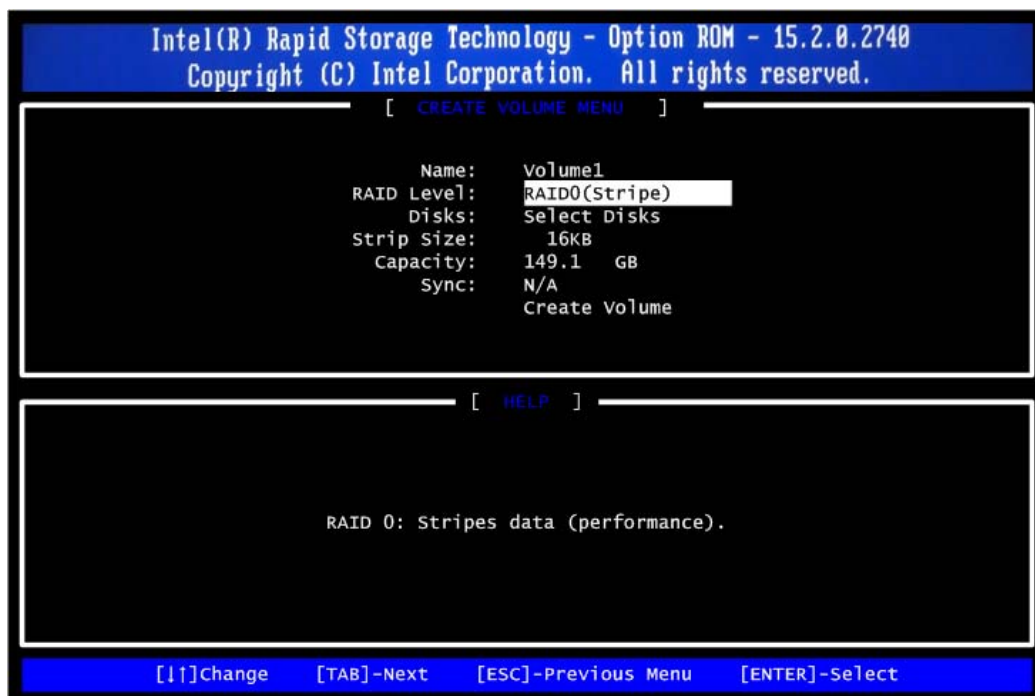 Intel(R) Rapid Storage Technology - Option ROM - 15.2.0.2740
Copyright (C) Intel Corporation. All rights reserved.
[ CREATE VOLUME MENU ]
Name: Volume1
RAID Level: RAID0(Stripe)
Disks: Select Disks
Strip Size: 16KB
Capacity: 149.1 GB
Sync: N/A
Create Volume
[ HELP ]
RAID 0: Stripes data (performance).
[↓↑]Change [TAB]-Next [ESC]-Previous Menu [ENTER]-Select